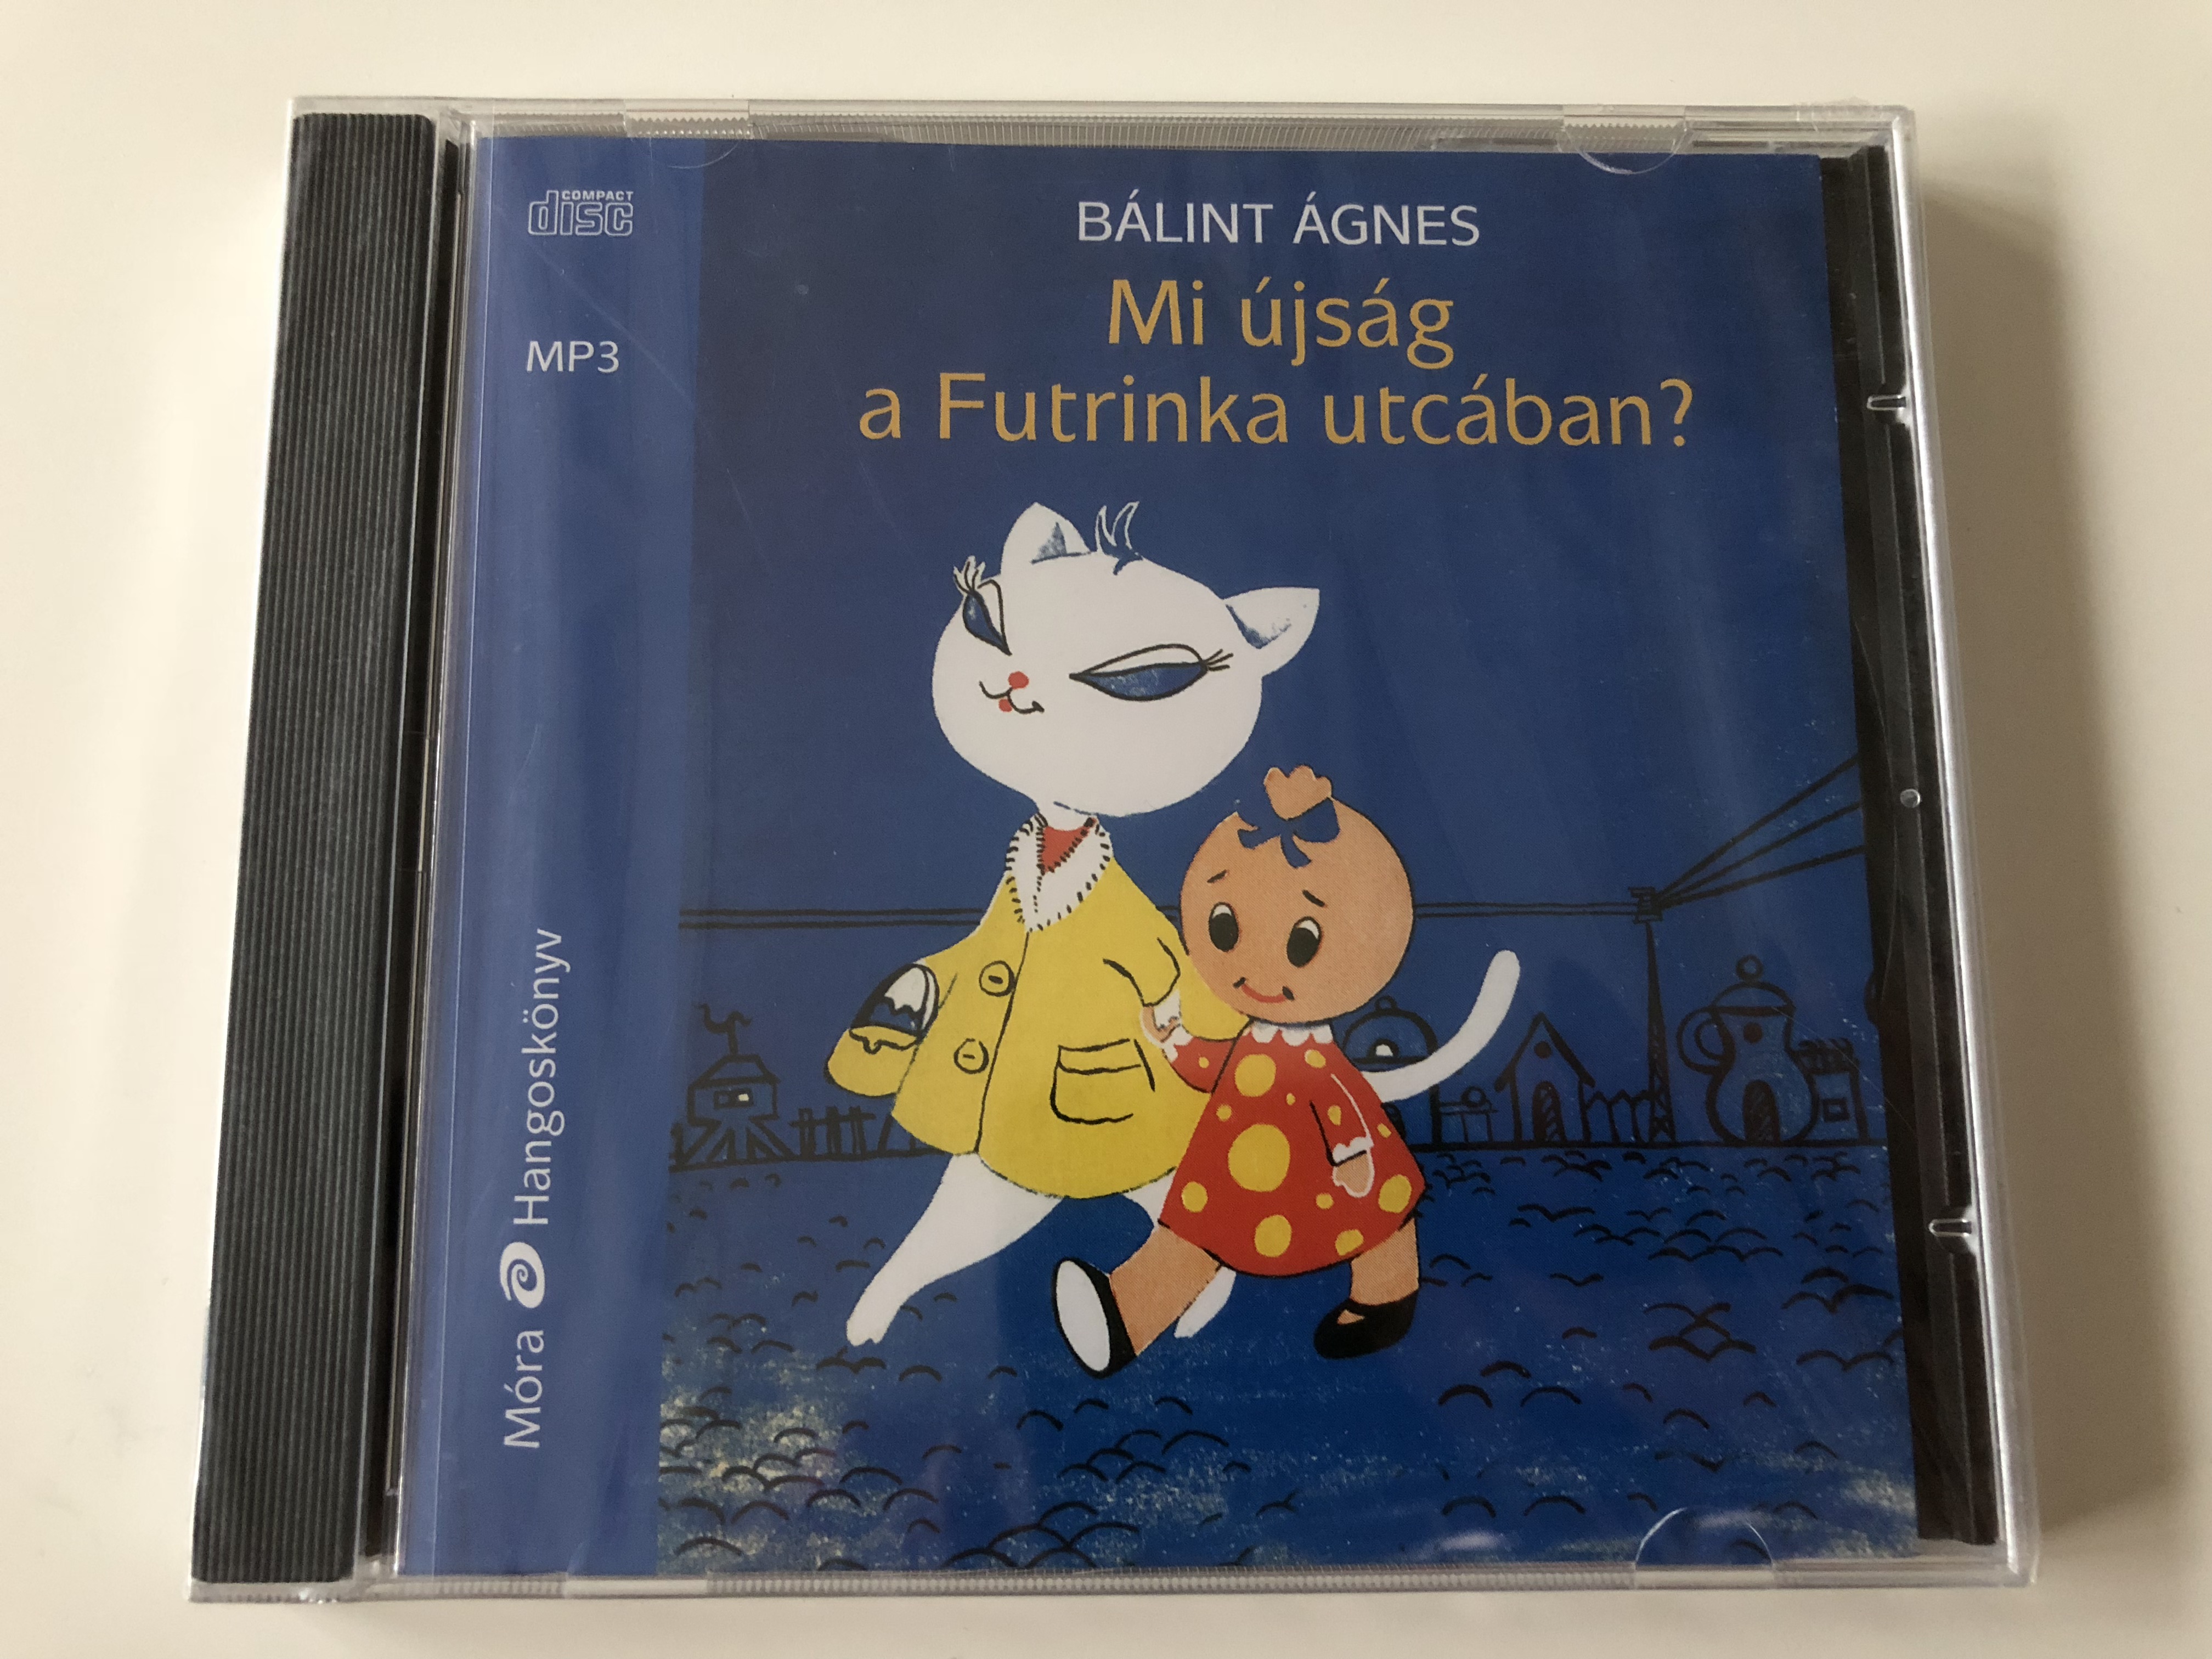 COMPACT
disc
MP3
BÁLINT ÁGNES
Mi újság
a Futrinka utcában?
Móra Hangoskönyv